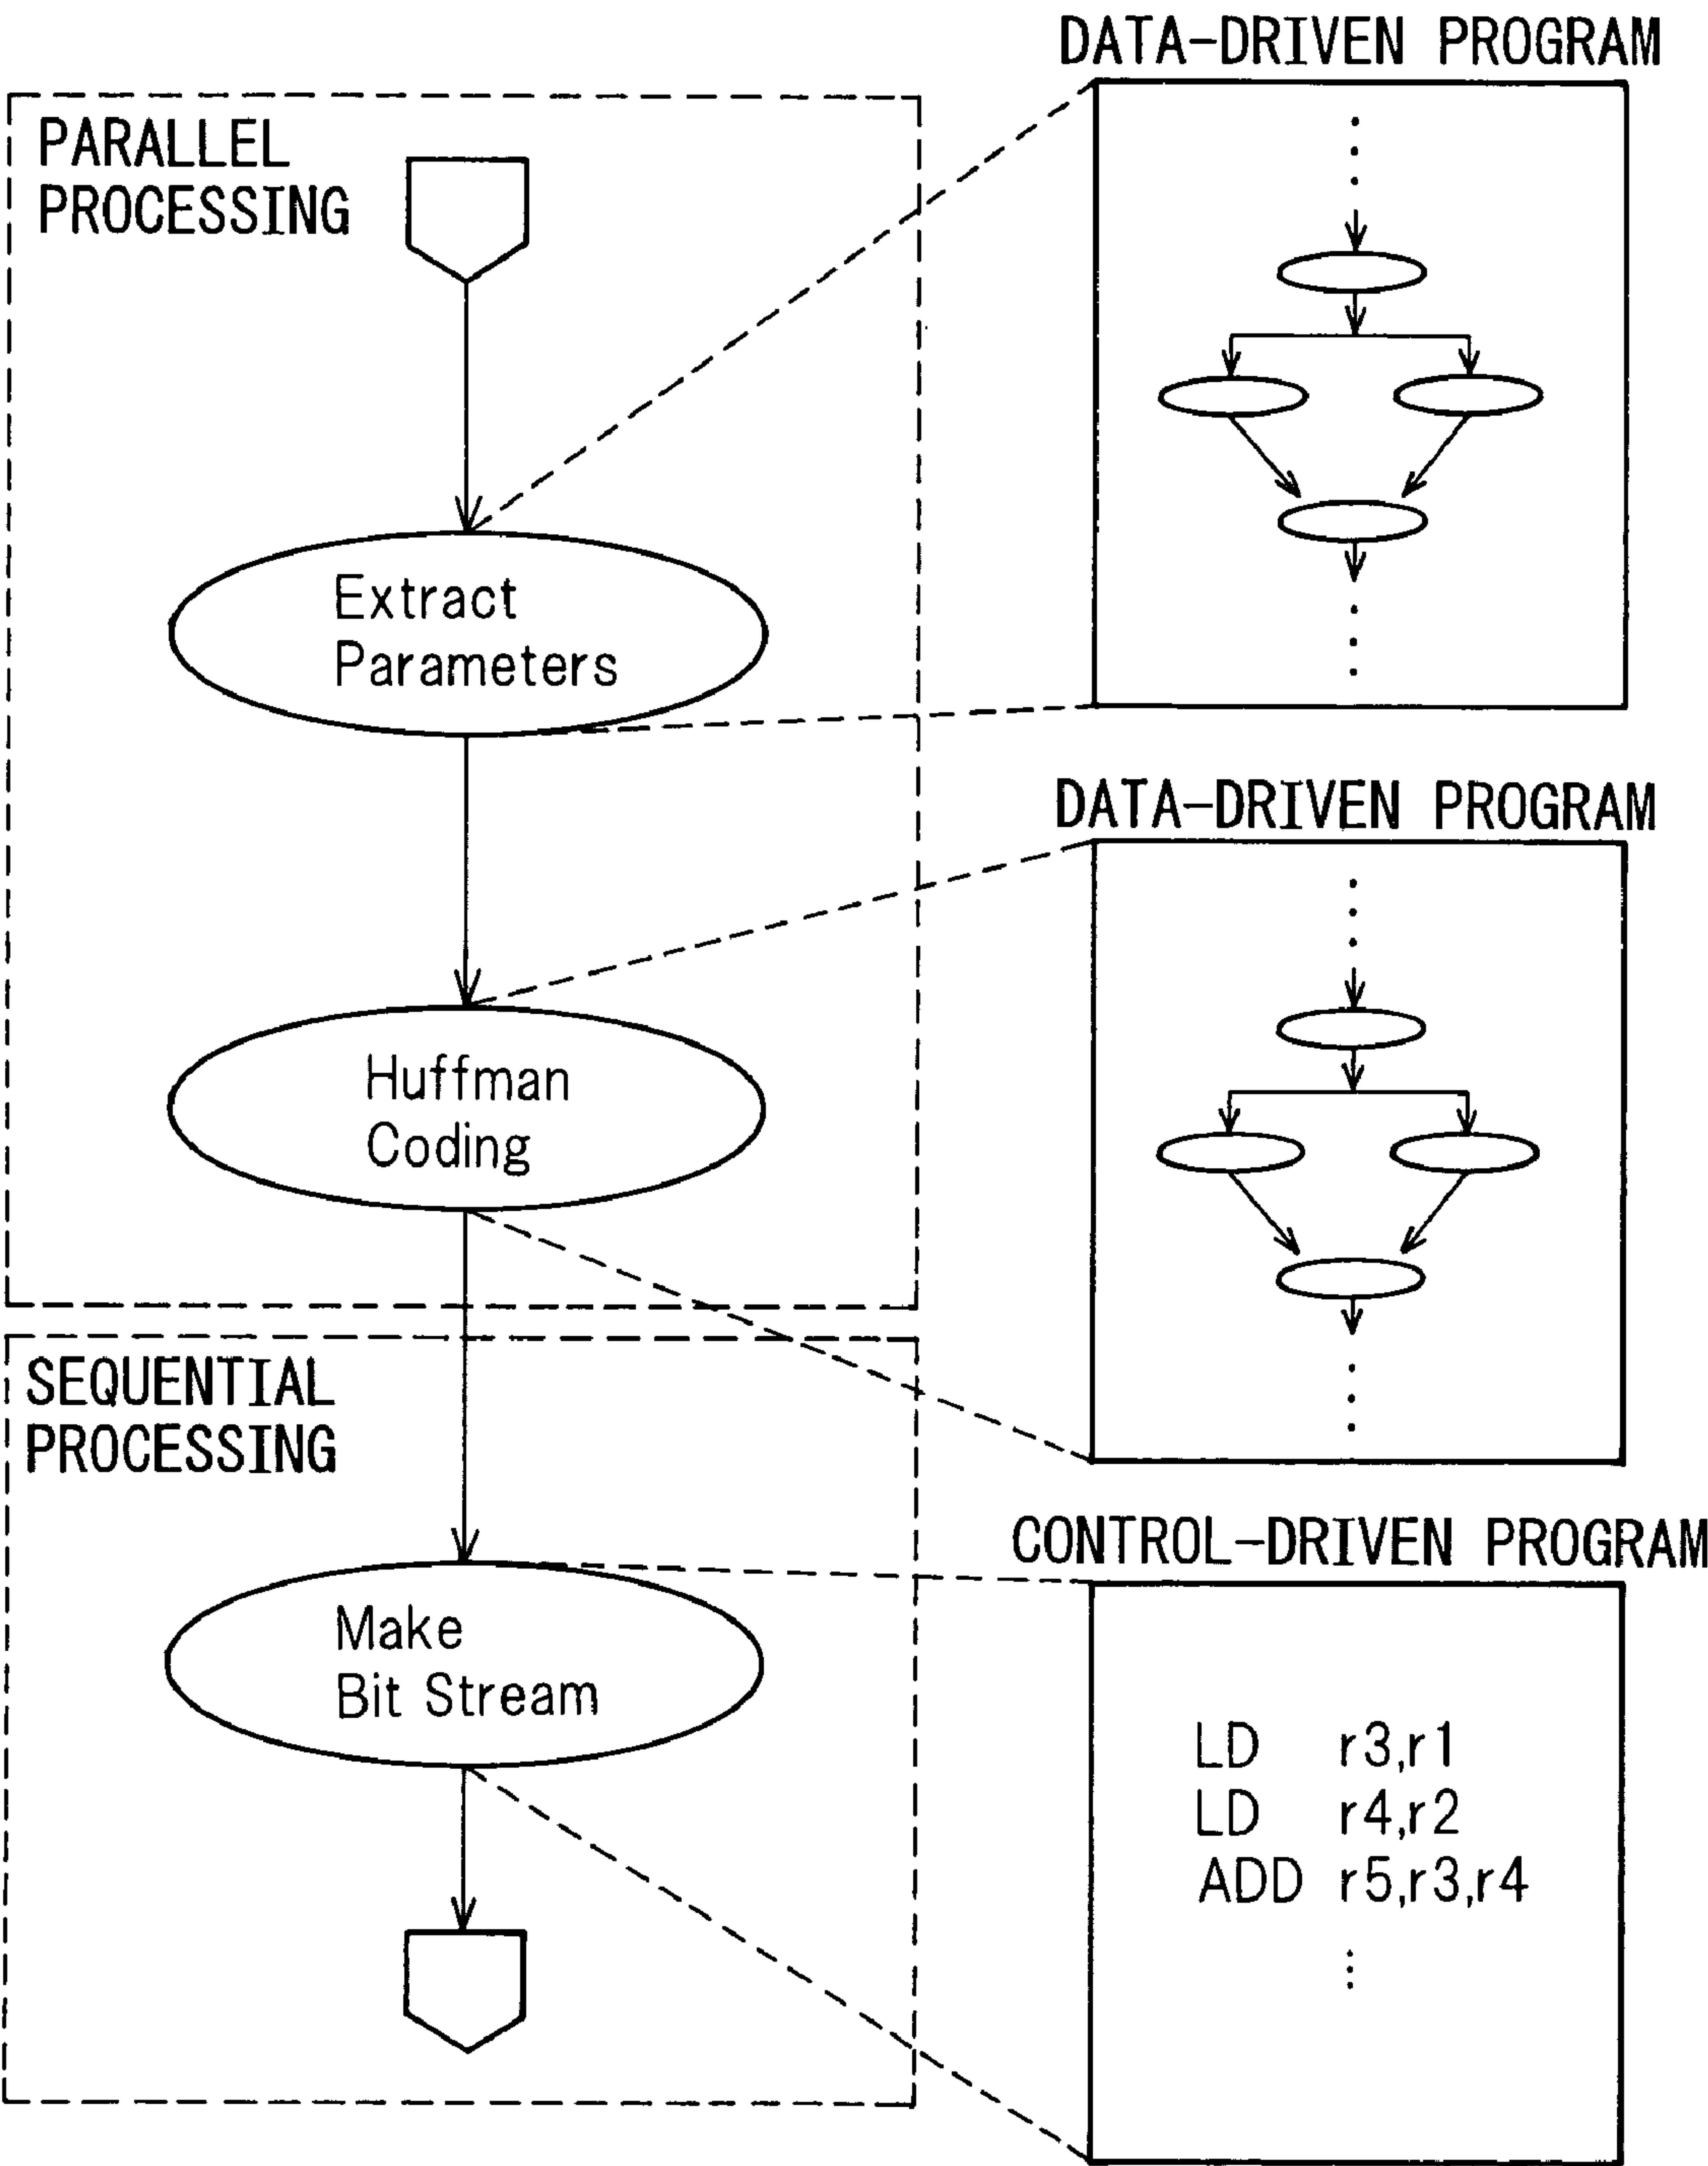 DATA-DRIVEN PROGRAM
PARALLEL
PROCESSING
Extract
Parameters
DATA-DRIVEN PROGRAM
Huffman
Coding
SEQUENTIAL
PROCESSING
CONTROL-DRIVEN PROGRAM
Make
Bit Stream
LD r3,r1
LD r4,r2
ADD r5,r3,r4